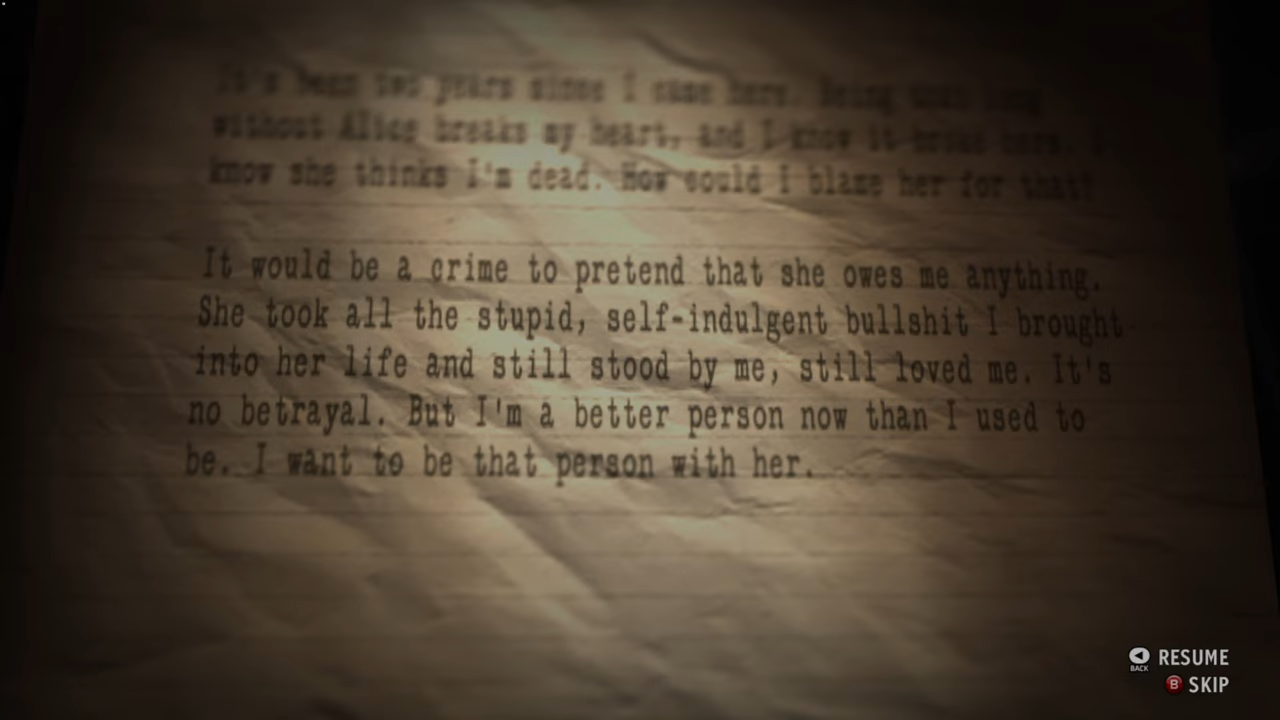 It's been two years since I came here. Being
without Alice breaks my heart, and I know it broke hers. I
know she thinks I'm dead. How could I blame her for that?
It would be a crime to pretend that she owes me anything.
She took all the stupid, self-indulgent bullshit I brought
into her life and still stood by me, still loved me. It's
no betrayal. But I'm a better person now than I used to
be. I want to be that person with her.
BACK RESUME
B SKIP